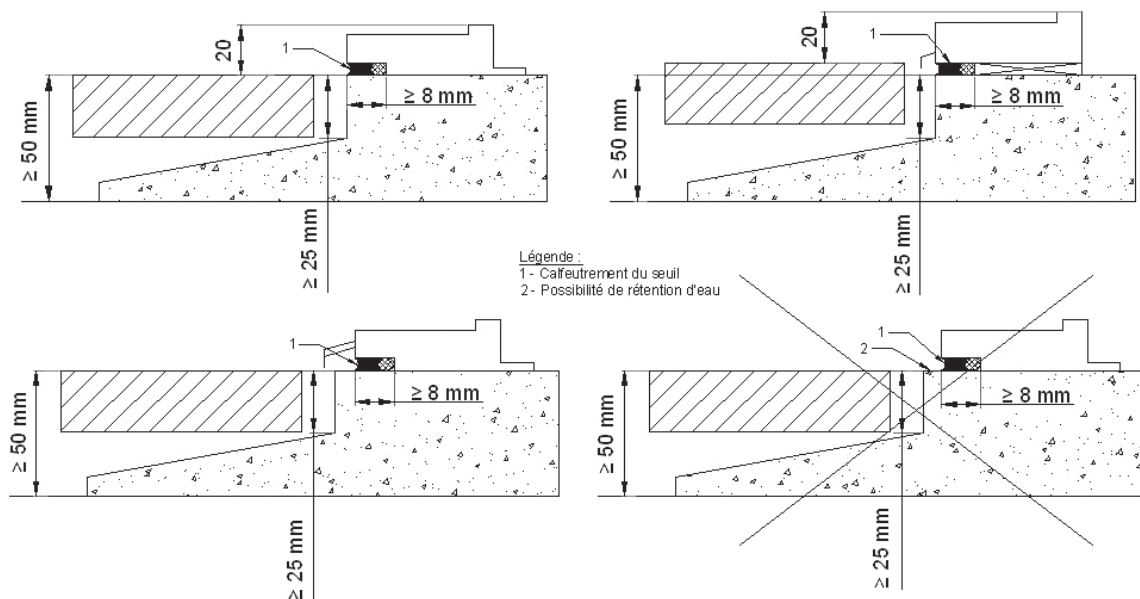 20
1
≥ 8 mm
≥ 50 mm
≥ 25 mm
20
1
≥ 8 mm
≥ 50 mm
≥ 25 mm
Légende :
1 - Calfeutrement du seuil
2 - Possibilité de rétention d'eau
1
≥ 8 mm
≥ 50 mm
≥ 25 mm
1
2
≥ 8 mm
≥ 50 mm
≥ 25 mm